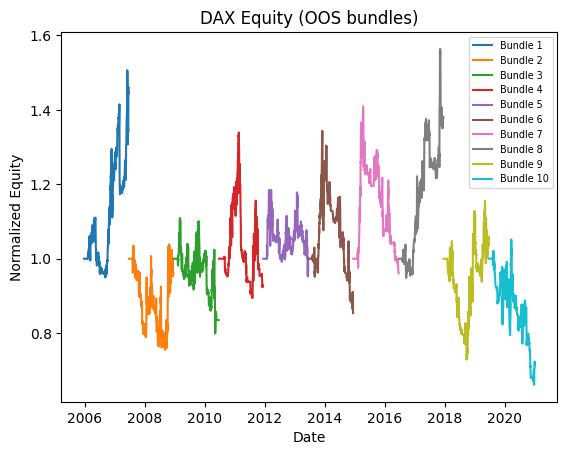 DAX Equity (OOS bundles)
Normalized Equity
1.6
1.4
1.2
1.0
0.8
2006
2008
2010
2012
2014
2016
2018
2020
Date
Bundle 1
Bundle 2
Bundle 3
Bundle 4
Bundle 5
Bundle 6
Bundle 7
Bundle 8
Bundle 9
Bundle 10